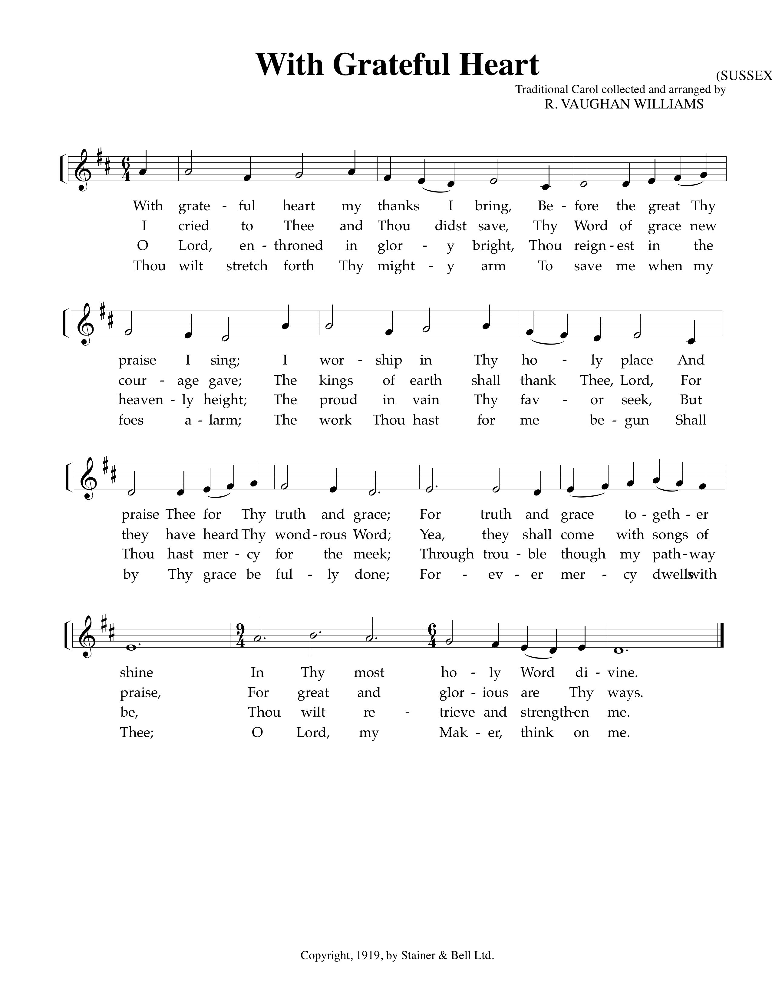 With Grateful Heart
(SUSSEX
Traditional Carol collected and arranged by
R. VAUGHAN WILLIAMS
6
4
With grate - ful heart my thanks I bring, Be - fore the great Thy
I cried to Thee and Thou didst save, Thy Word of grace new
O Lord, en - throned in glor - y bright, Thou reign - est in the
Thou wilt stretch forth Thy might - y arm To save me when my
praise I sing; I wor - ship in Thy ho - ly place And
cour - age gave; The kings of earth shall thank Thee, Lord, For
heaven - ly height; The proud in vain Thy fav - or seek, But
foes a - larm; The work Thou hast for me be - gun Shall
praise Thee for Thy truth and grace; For truth and grace to - geth - er
they have heard Thy wond - rous Word; Yea, they shall come with songs of
Thou hast mer - cy for the meek; Through trou - ble though my path - way
by Thy grace be ful - ly done; For - ev - er mer - cy dwells with
9
4
6
4
shine In Thy most ho - ly Word di - vine.
praise, For great and glor - ious are Thy ways.
be, Thou wilt re - trieve and strength-en me.
Thee; O Lord, my Mak - er, think on me.
Copyright, 1919, by Stainer & Bell Ltd.